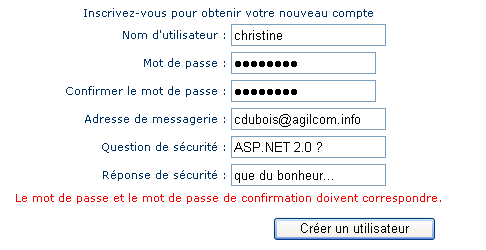 Inscrivez-vous pour obtenir votre nouveau compte
Nom d'utilisateur : christine
Mot de passe : ●●●●●●●●
Confirmer le mot de passe : ●●●●●●●●
Adresse de messagerie : cdubois@agilcom.info
Question de sécurité : ASP.NET 2.0 ?
Réponse de sécurité : que du bonheur...
Le mot de passe et le mot de passe de confirmation doivent correspondre.
Créer un utilisateur